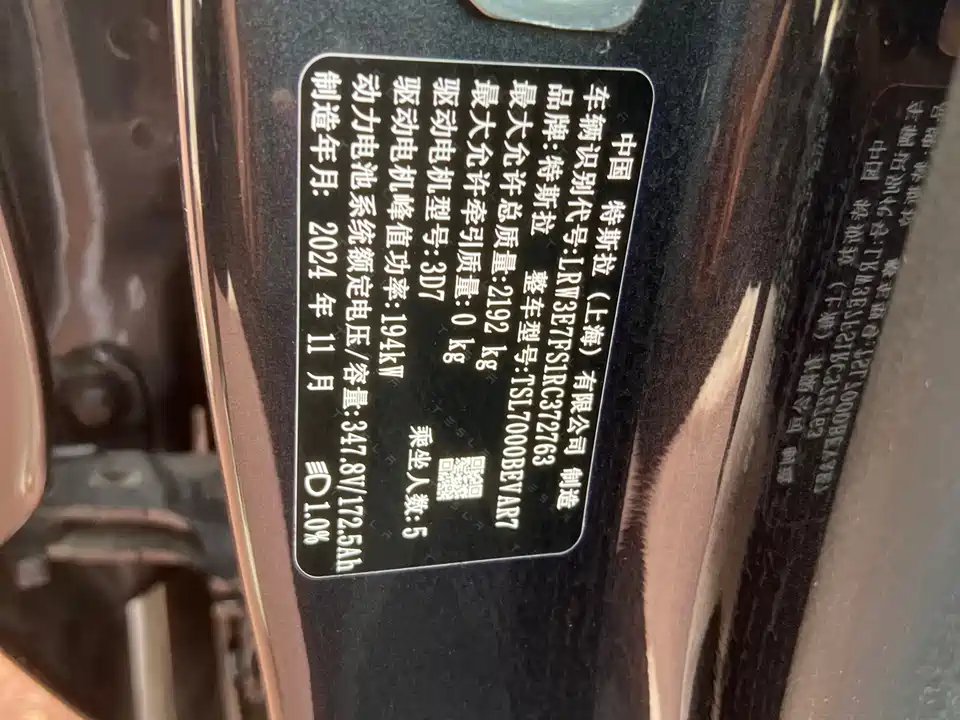 中国 特斯拉（上海）有限公司 制造
车辆识别代号:LRW3E7FS1RC372763
品牌:特斯拉 整车型号:TSL7000BEVAR7
最大允许总质量:2192 kg
最大允许牵引质量:0 kg
驱动电机型号:3D7
驱动电机峰值功率:194kW 乘坐人数:5
动力电池系统额定电压/容量:347.8V/172.5Ah
制造年月: 2024 年 11 月 1.0%
TESLA